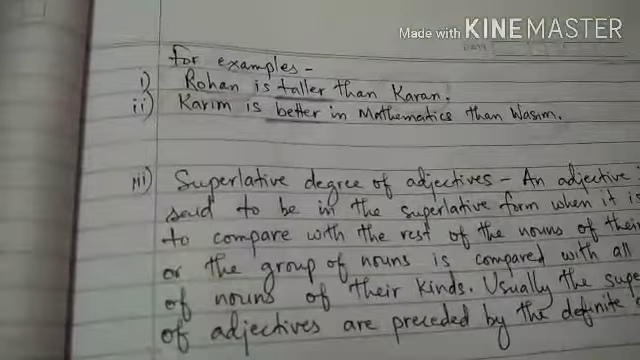 Made with KINEMASTER
for examples-
i) Rohan is taller than Karan.
ii) Karim is better in Mathematics than Wasim.
iii) Superlative degree of adjectives - An adjective
said to be in the superlative form when it is
to compare with the rest of the nouns of their
or the group of nouns is compared with all
of nouns of their kinds. Usually the supe
of adjectives are preceded by the definite